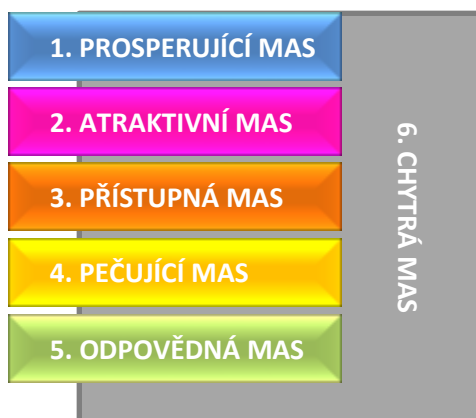 1. PROSPERUJÍCÍ MAS
2. ATRAKTIVNÍ MAS
3. PŘÍSTUPNÁ MAS
4. PEČUJÍCÍ MAS
5. ODPOVĚDNÁ MAS
6. CHYTRÁ MAS